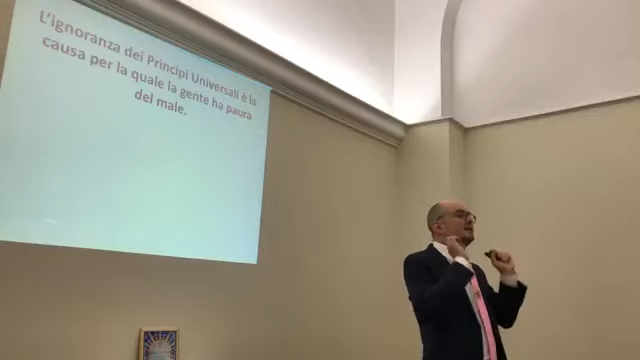 L'ignoranza dei Principi Universali è la
causa per la quale la gente ha paura
del male.